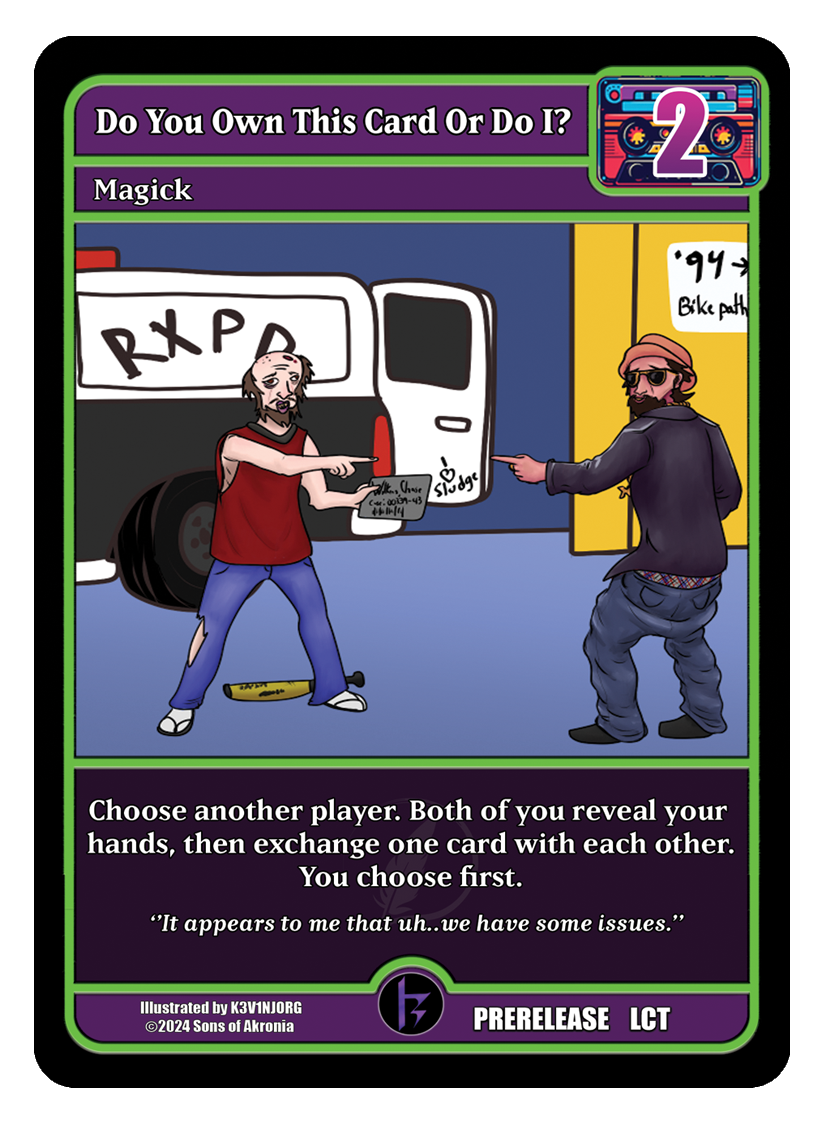 Do You Own This Card Or Do I?
2
Magick
'94 →
Bike path
RXPD
Sludge
Choose another player. Both of you reveal your
hands, then exchange one card with each other.
You choose first.
‘’It appears to me that uh..we have some issues.’’
Illustrated by K3V1NJ0RG
©2024 Sons of Akronia
PRERELEASE LCT